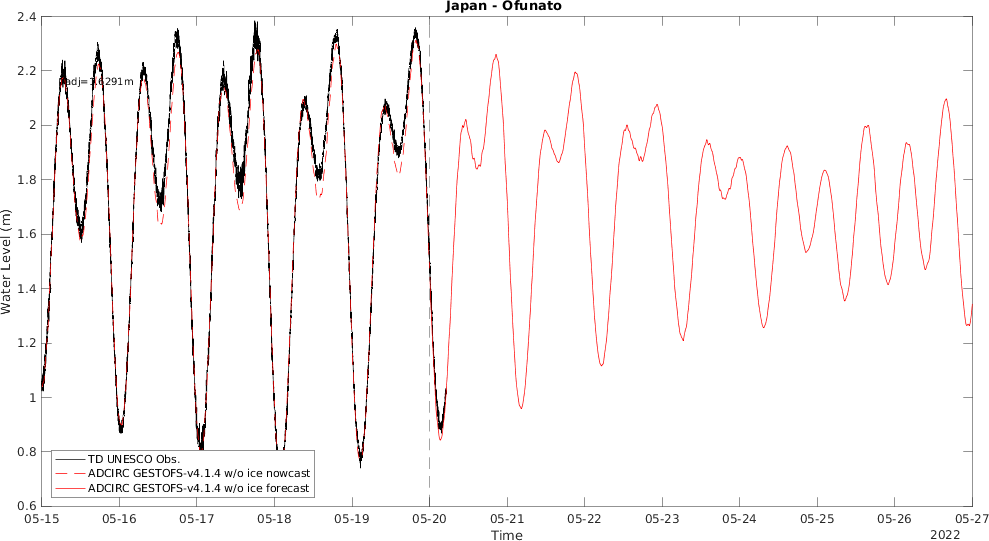 Japan - Ofunato
Water Level (m)
2.4
2.2
2
1.8
1.6
1.4
1.2
1
0.8
0.6
adj=1.6291m
TD UNESCO Obs.
ADCIRC GESTOFS-v4.1.4 w/o ice nowcast
ADCIRC GESTOFS-v4.1.4 w/o ice forecast
05-15 05-16 05-17 05-18 05-19 05-20 05-21 05-22 05-23 05-24 05-25 05-26 05-27
Time
2022